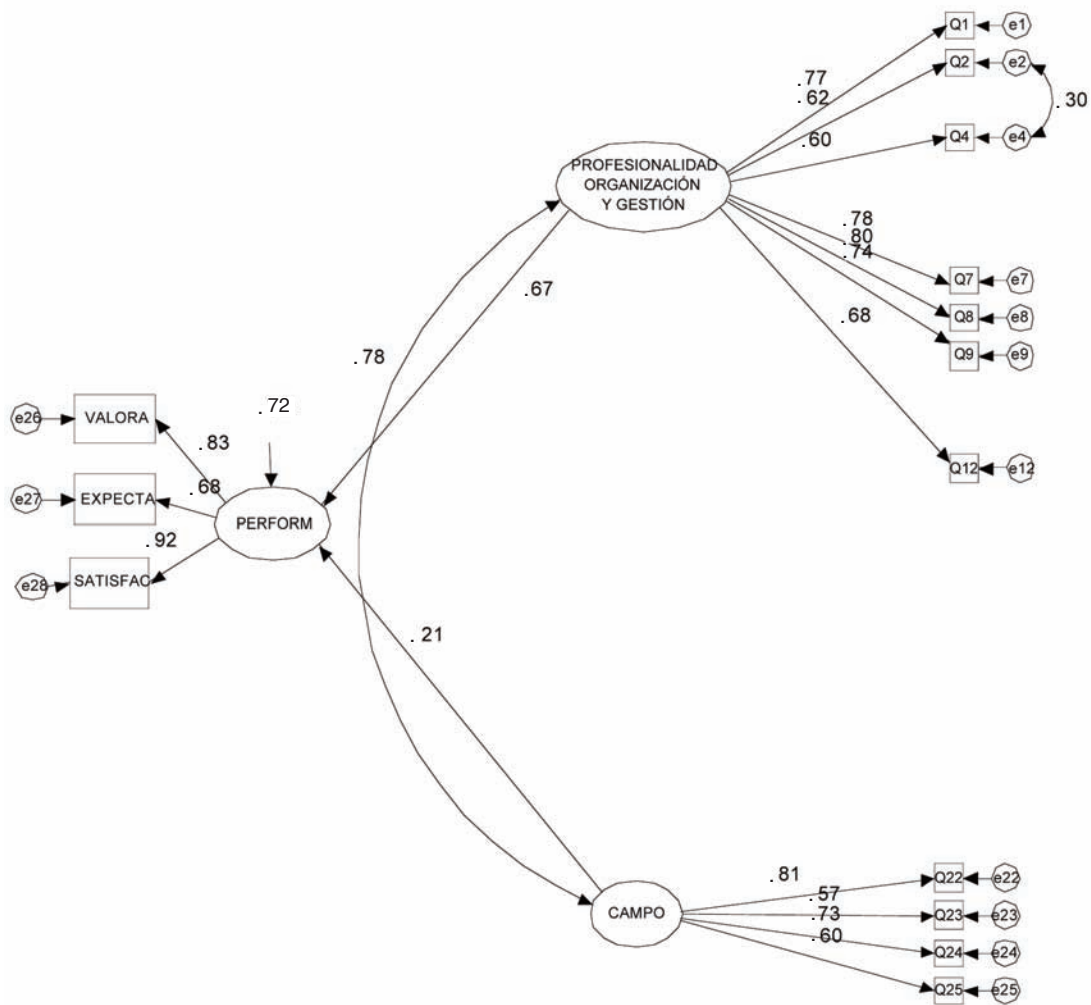 Q1
e1
Q2
e2
.77
.62
.30
Q4
e4
.60
PROFESIONALIDAD
ORGANIZACIÓN
Y GESTIÓN
.78
.80
.74
Q7
e7
.67
Q8
e8
.68
Q9
e9
.78
.72
e26
VALORA
.83
Q12
e12
e27
EXPECTA
.68
PERFORM
.92
e28
SATISFAC
.21
.81
Q22
e22
.57
CAMPO
.73
Q23
e23
.60
Q24
e24
Q25
e25